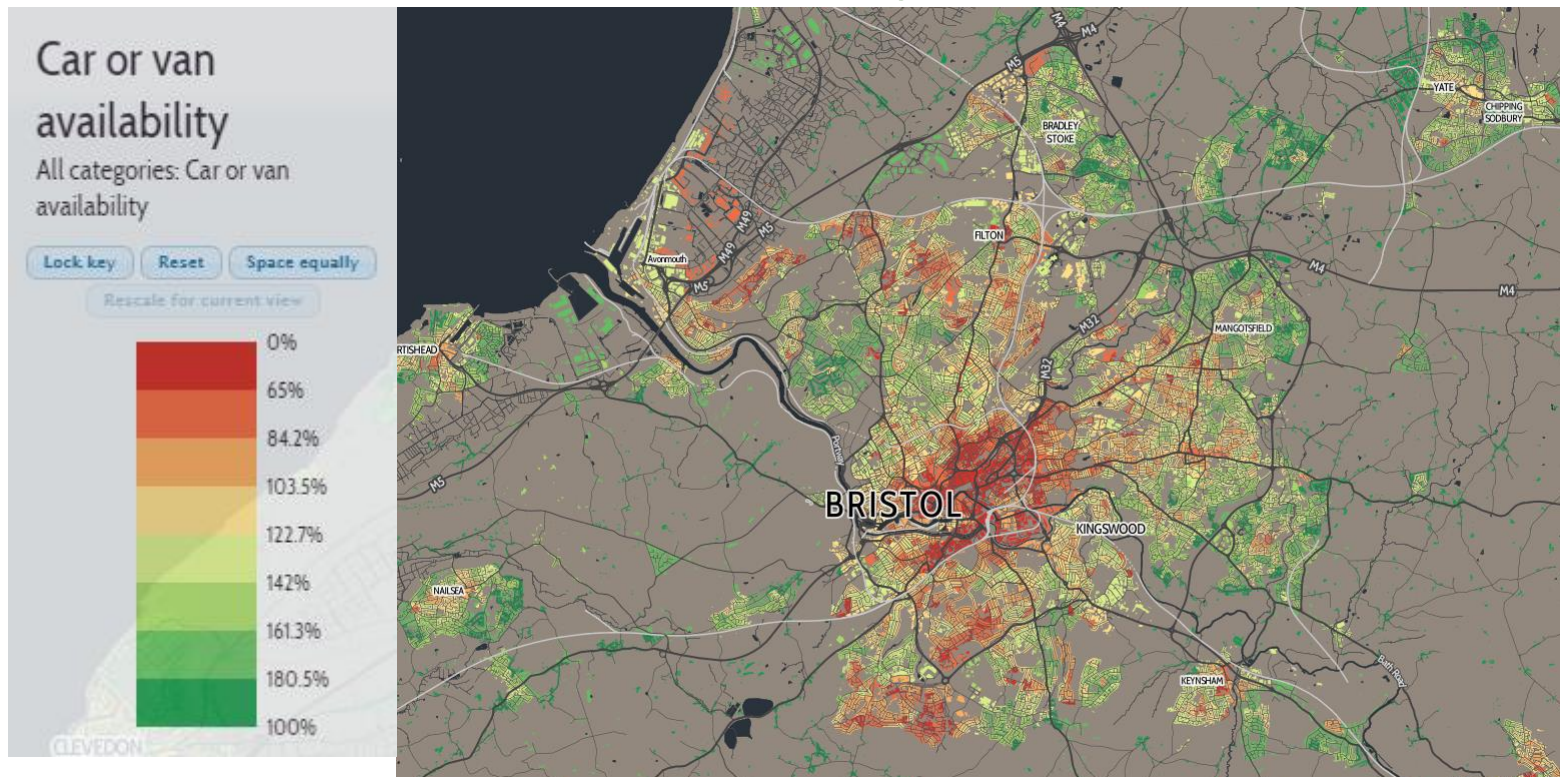 Car or van
availability
All categories: Car or van
availability
Lock key
Reset
Space equally
Rescale for current view
0%
65%
84.2%
103.5%
122.7%
142%
161.3%
180.5%
100%
CLEVEDON
M4
M4
M5
YATE
CHIPPING
SODBURY
BRADLEY
STOKE
M49
M5
FILTON
Avonmouth
M49
M5
M4
M4
M32
MANGOTSFIELD
RTISHEAD
M32
Portway
M5
BRISTOL
KINGSWOOD
NAILSEA
Bath Road
KEYNSHAM